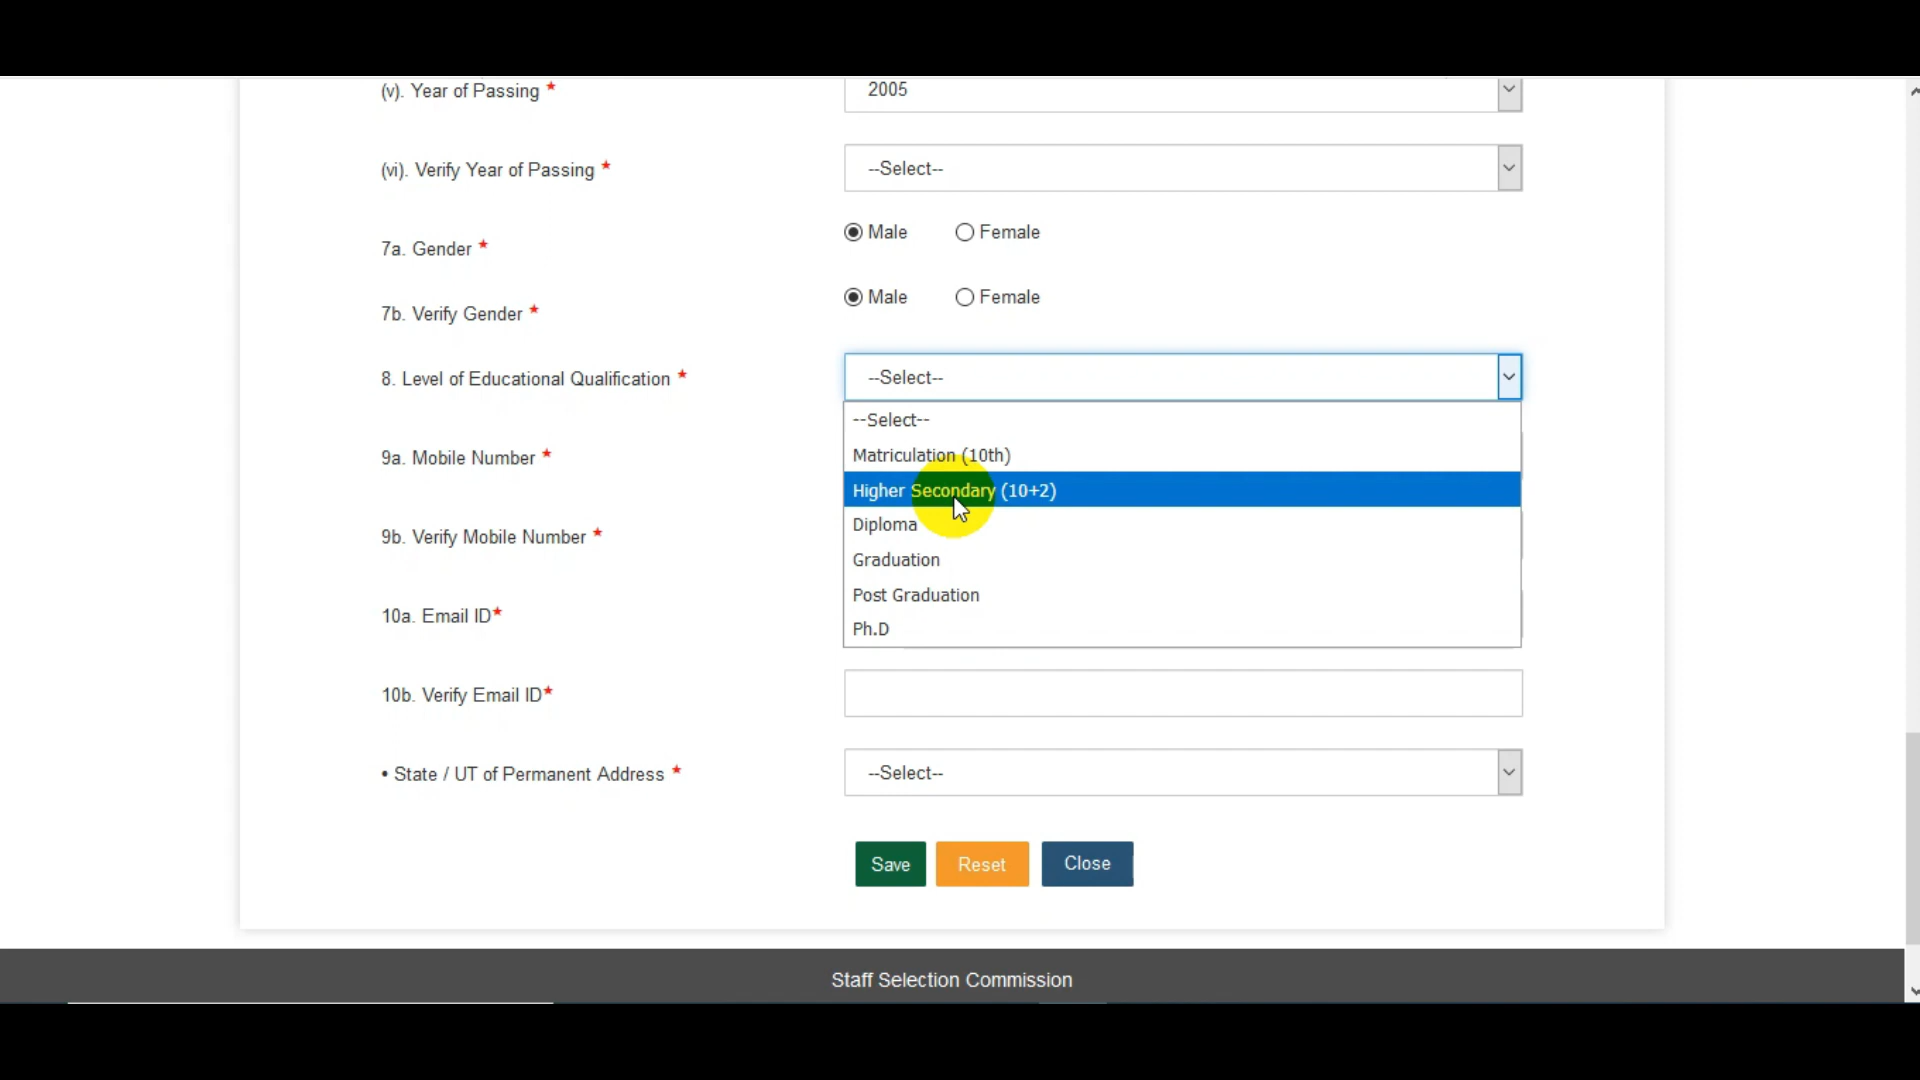 (v). Year of Passing *
2005
(vi). Verify Year of Passing *
--Select--
7a. Gender *
Male Female
7b. Verify Gender *
Male Female
8. Level of Educational Qualification *
--Select--
--Select--
Matriculation (10th)
Higher Secondary (10+2)
Diploma
Graduation
Post Graduation
Ph.D
9a. Mobile Number *
9b. Verify Mobile Number *
10a. Email ID*
10b. Verify Email ID*
• State / UT of Permanent Address *
--Select--
Save Reset Close
Staff Selection Commission